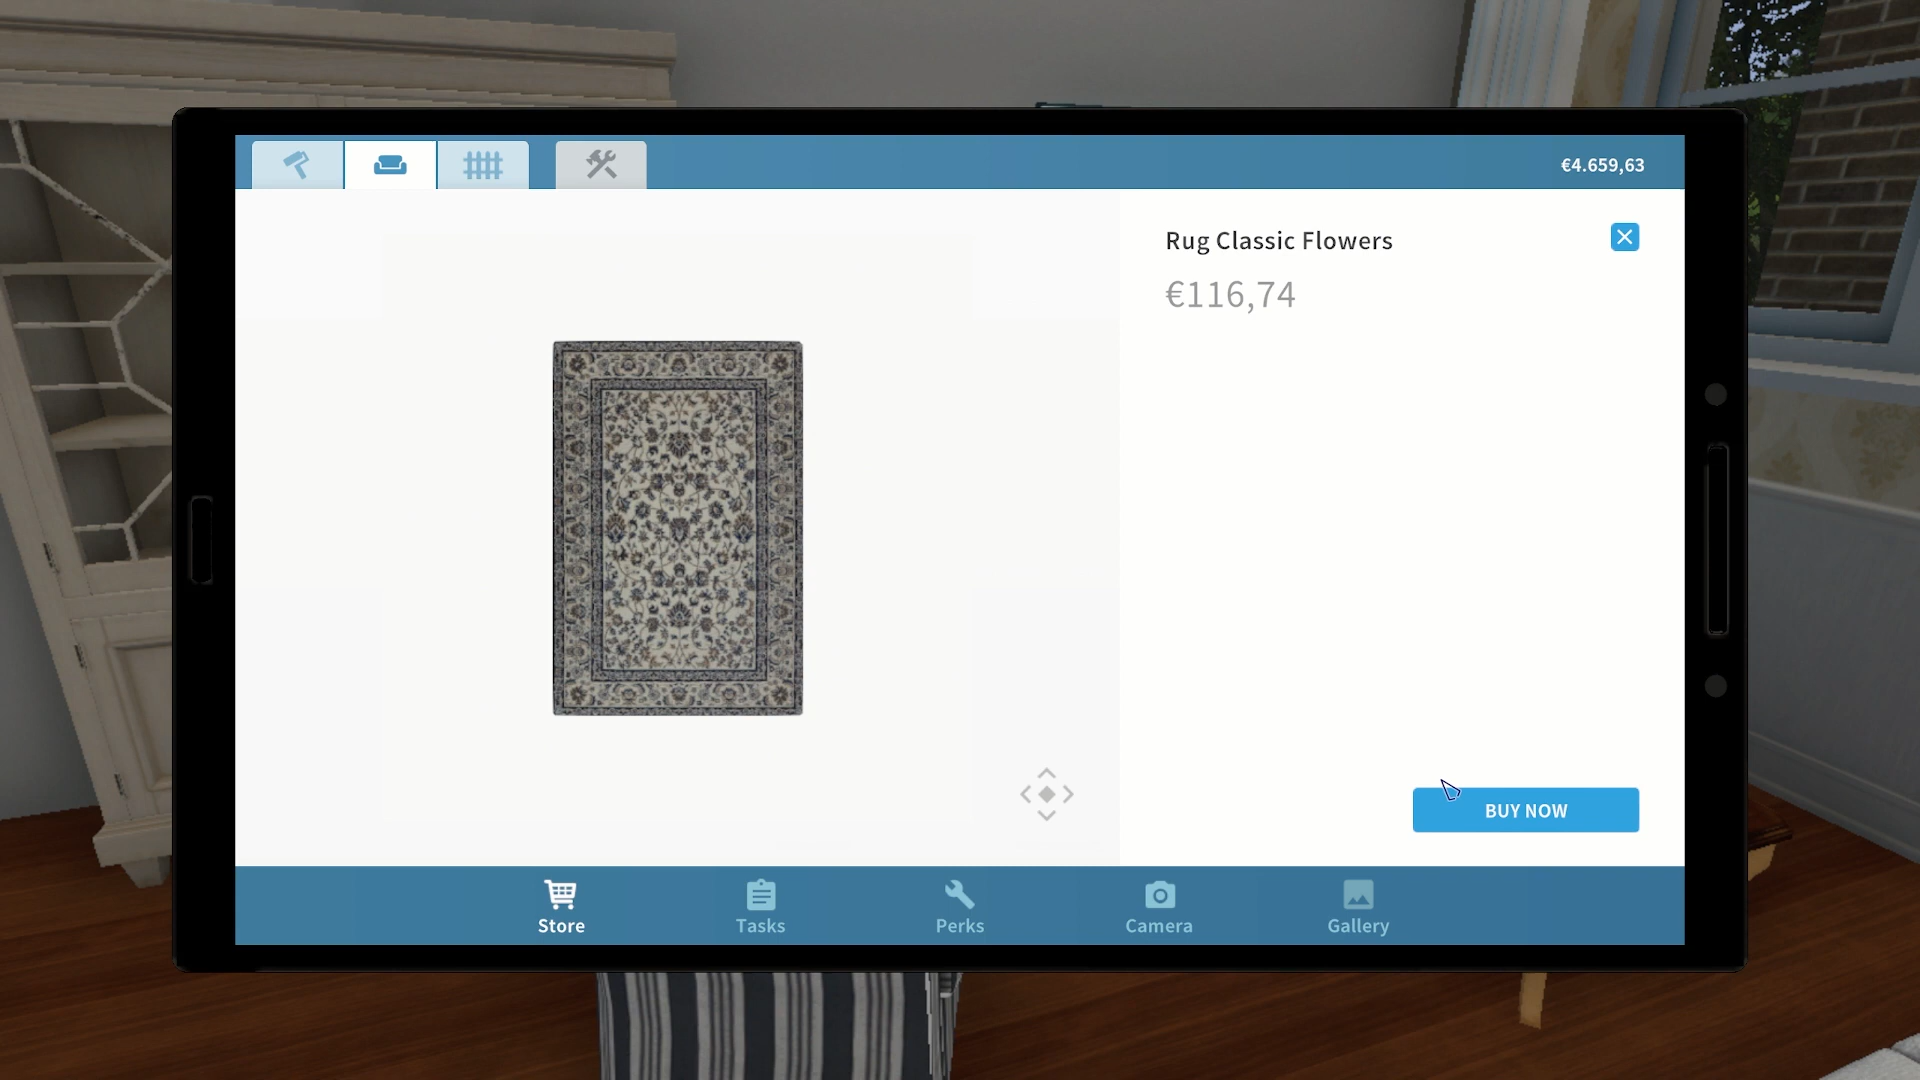 €4.659,63
Rug Classic Flowers
€116,74
BUY NOW
Store
Tasks
Perks
Camera
Gallery